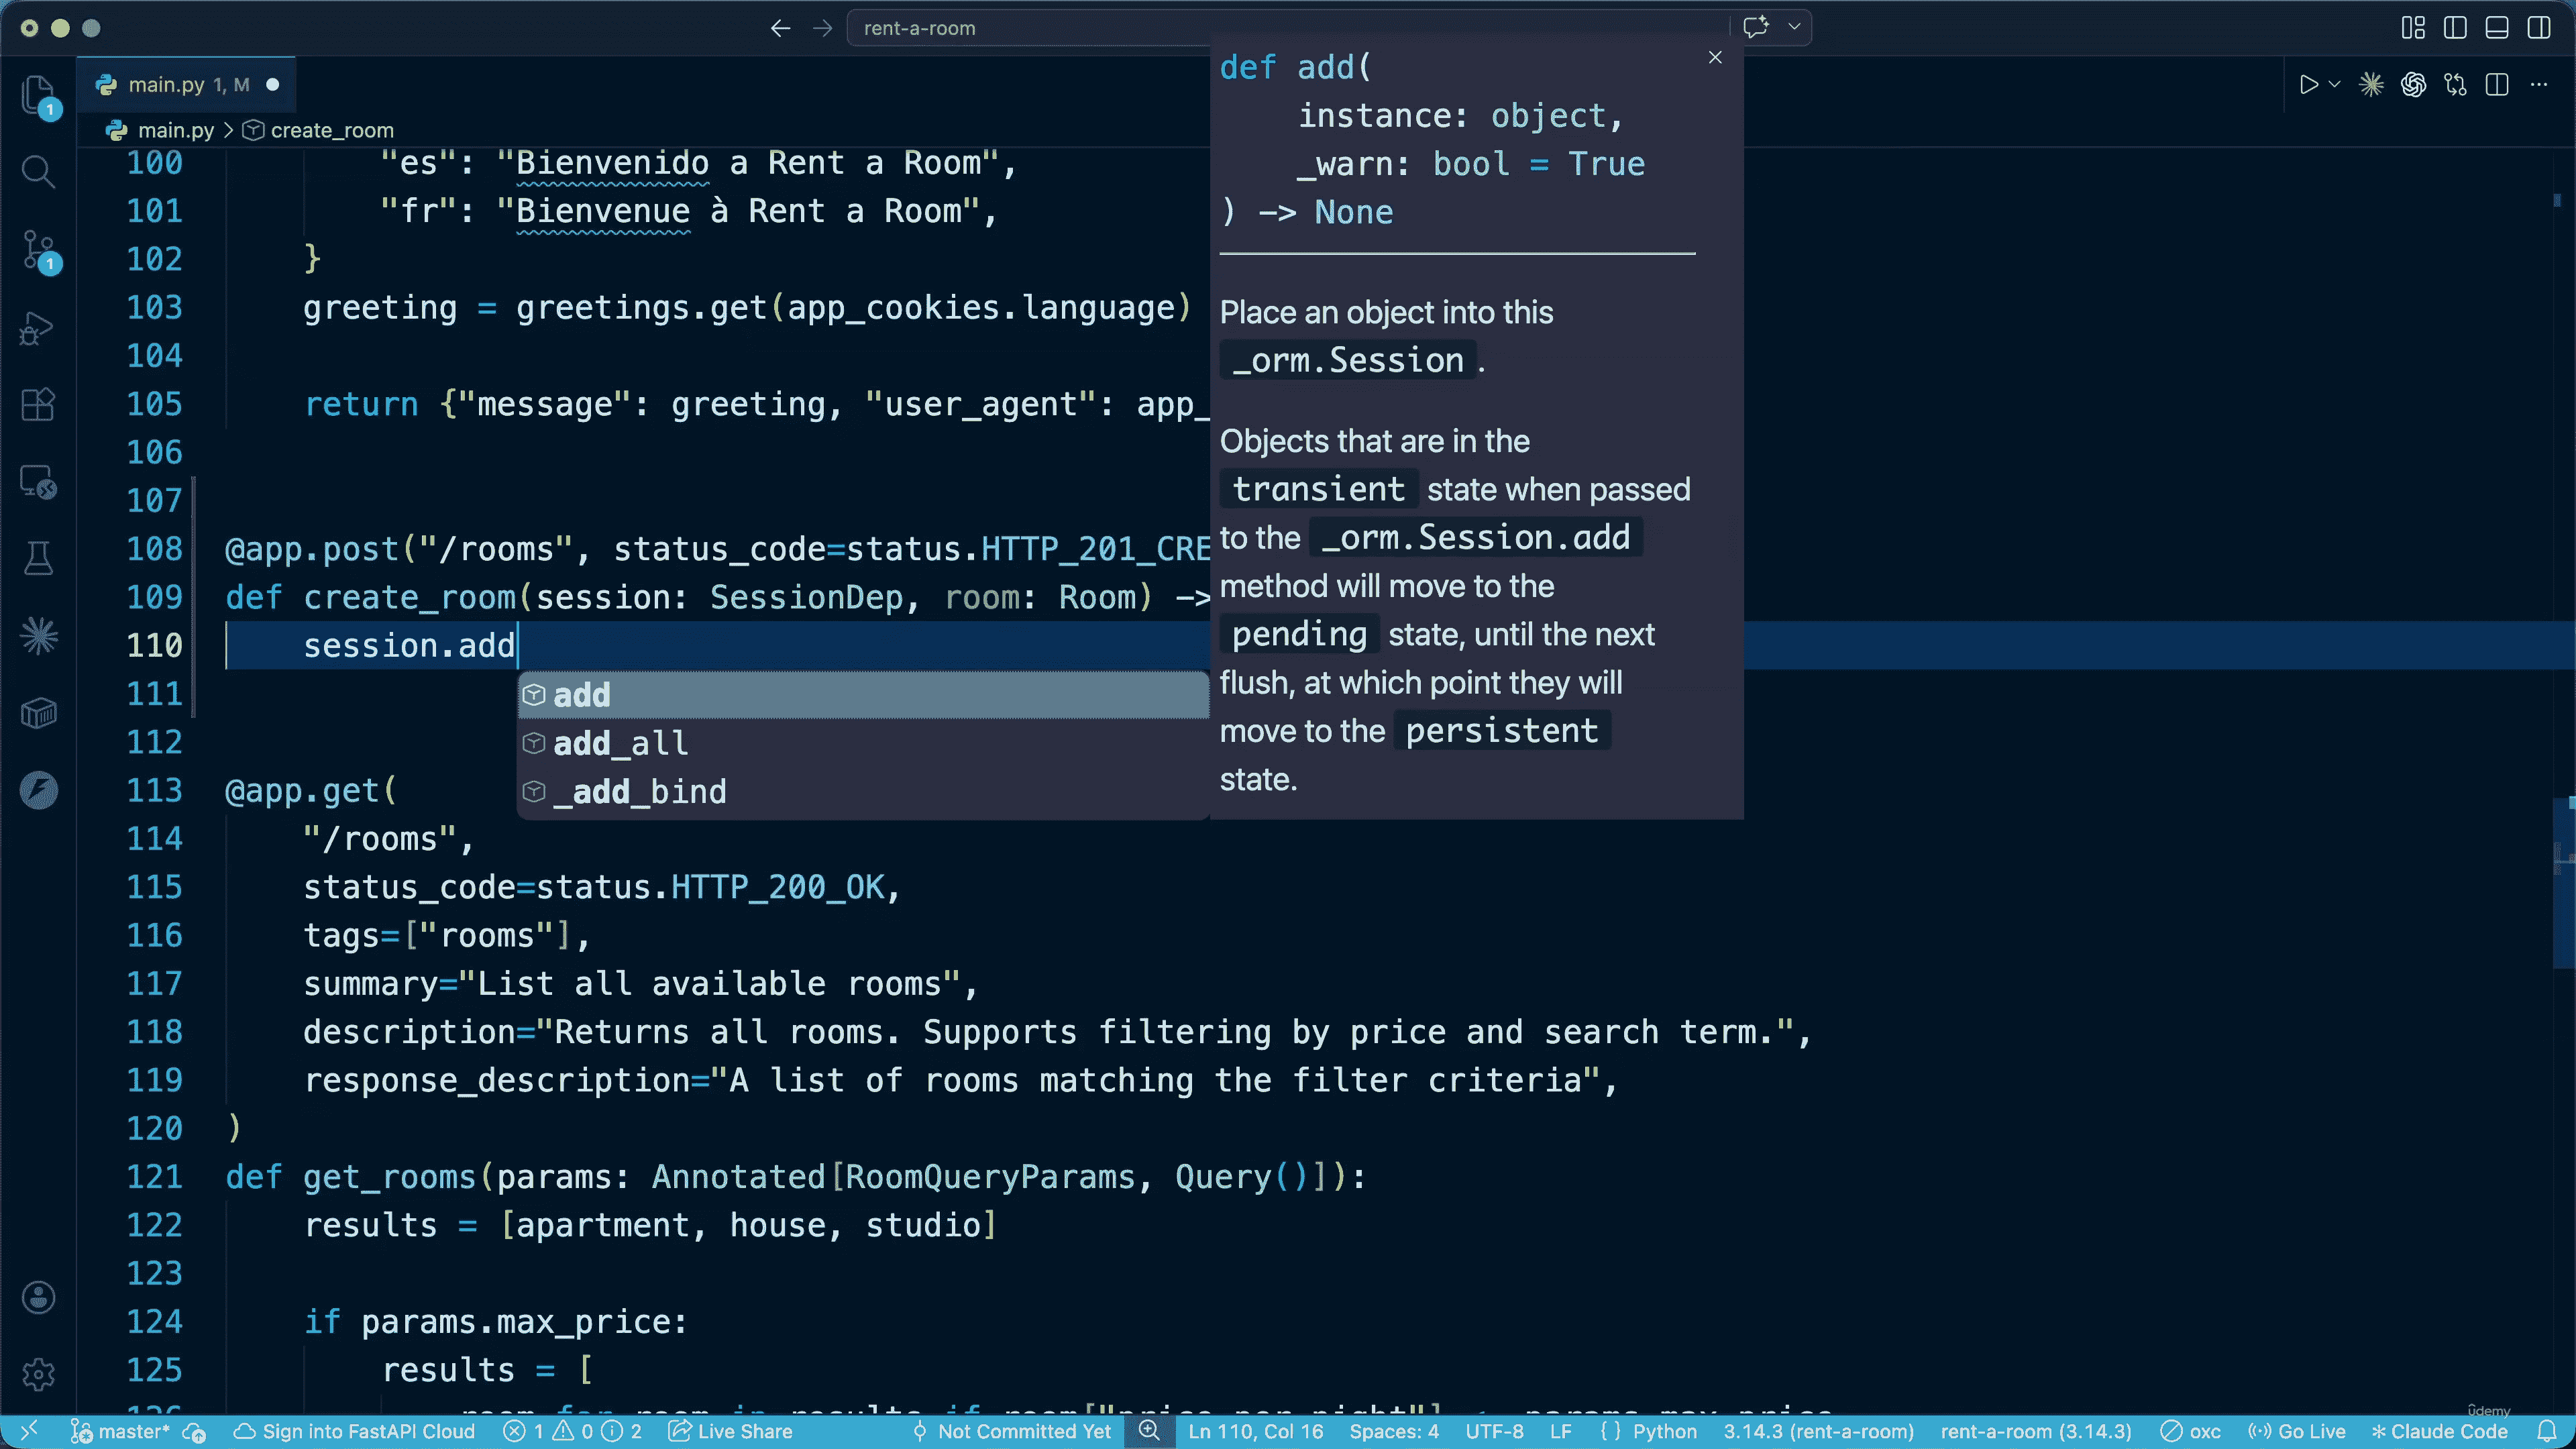 rent-a-room
main.py 1, M
main.py > create_room
100 "es": "Bienvenido a Rent a Room",
101 "fr": "Bienvenue à Rent a Room",
102 }
103 greeting = greetings.get(app_cookies.language)
104
105 return {"message": greeting, "user_agent": app_
106
107
108 @app.post("/rooms", status_code=status.HTTP_201_CRE
109 def create_room(session: SessionDep, room: Room) ->
110 session.add
111
112
113 @app.get(
114 "/rooms",
115 status_code=status.HTTP_200_OK,
116 tags=["rooms"],
117 summary="List all available rooms",
118 description="Returns all rooms. Supports filtering by price and search term.",
119 response_description="A list of rooms matching the filter criteria",
120 )
121 def get_rooms(params: Annotated[RoomQueryParams, Query()]):
122 results = [apartment, house, studio]
123
124 if params.max_price:
125 results = [
add
add_all
_add_bind
def add(
instance: object,
_warn: bool = True
) -> None
Place an object into this
_orm.Session.
Objects that are in the
transient state when passed
to the _orm.Session.add
method will move to the
pending state, until the next
flush, at which point they will
move to the persistent
state.
1
1
ûdemy
master* Sign into FastAPI Cloud 1 0 2 Live Share Not Committed Yet Ln 110, Col 16 Spaces: 4 UTF-8 LF { } Python 3.14.3 (rent-a-room) rent-a-room (3.14.3) oxc Go Live Claude Code